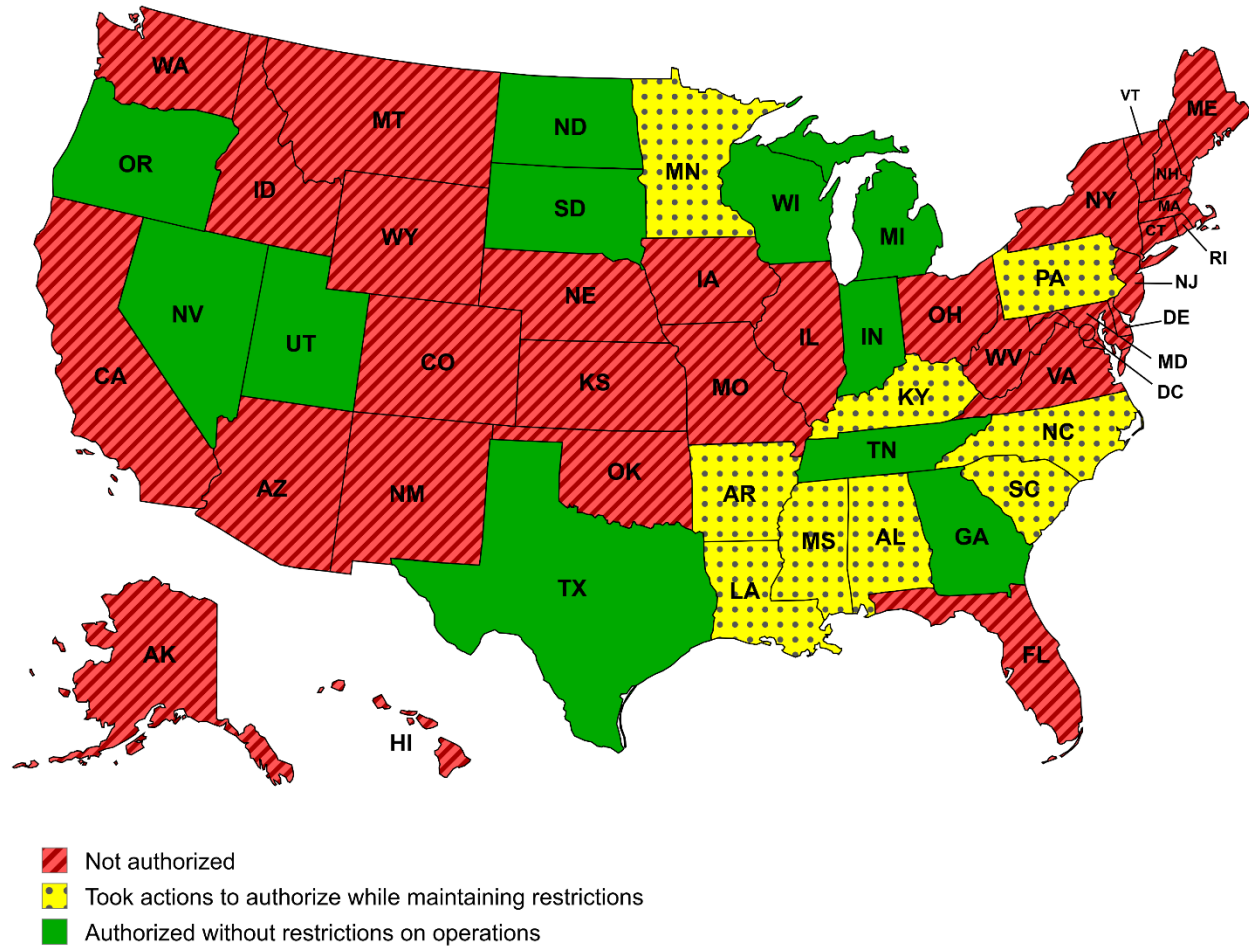 WA
MT
ND
MN
VT
ME
OR
ID
SD
WI
MI
NY
NH
MA
CT
RI
WY
NE
IA
PA
NJ
NV
UT
CO
IL
IN
OH
DE
CA
KS
MO
WV
VA
MD
DC
KY
NC
TN
AZ
NM
OK
AR
SC
MS
AL
GA
TX
LA
AK
HI
FL
Not authorized
Took actions to authorize while maintaining restrictions
Authorized without restrictions on operations